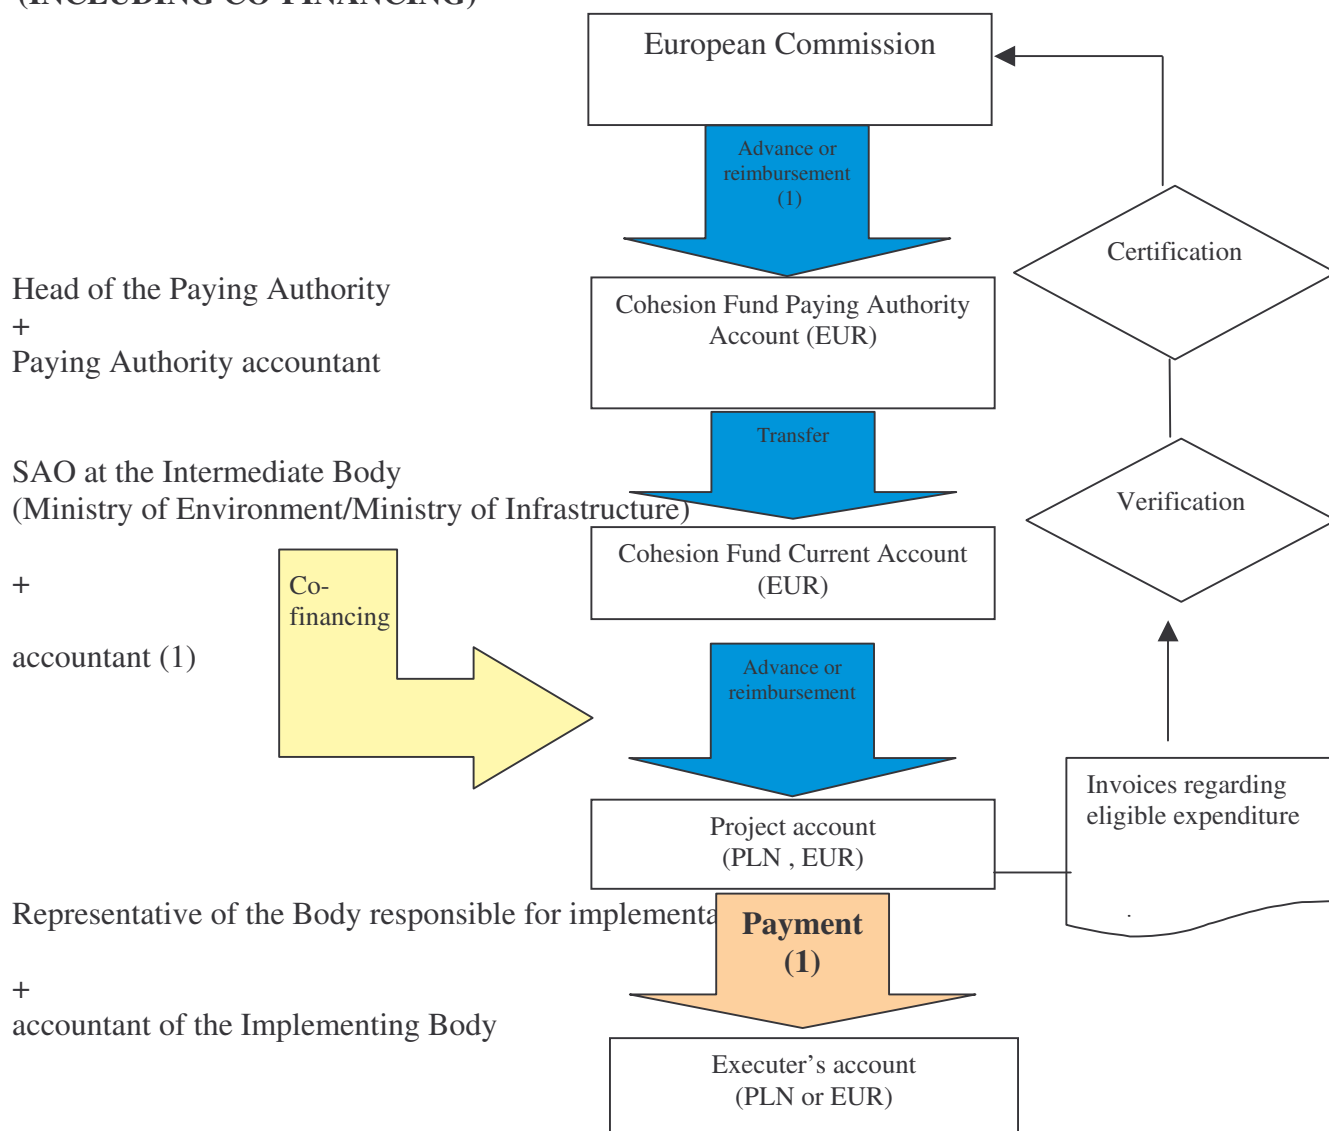 (INCLUDING CO-FINANCING)
European Commission
Advance or
reimbursement
(1)
Certification
Head of the Paying Authority
+
Paying Authority accountant
Cohesion Fund Paying Authority
Account (EUR)
Transfer
SAO at the Intermediate Body
(Ministry of Environment/Ministry of Infrastructure)
Verification
Cohesion Fund Current Account
(EUR)
+
Co-
financing
accountant (1)
Advance or
reimbursement
Invoices regarding
eligible expenditure
Project account
(PLN , EUR)
Representative of the Body responsible for implementa
Payment
(1)
.
+
accountant of the Implementing Body
Executer’s account
(PLN or EUR)